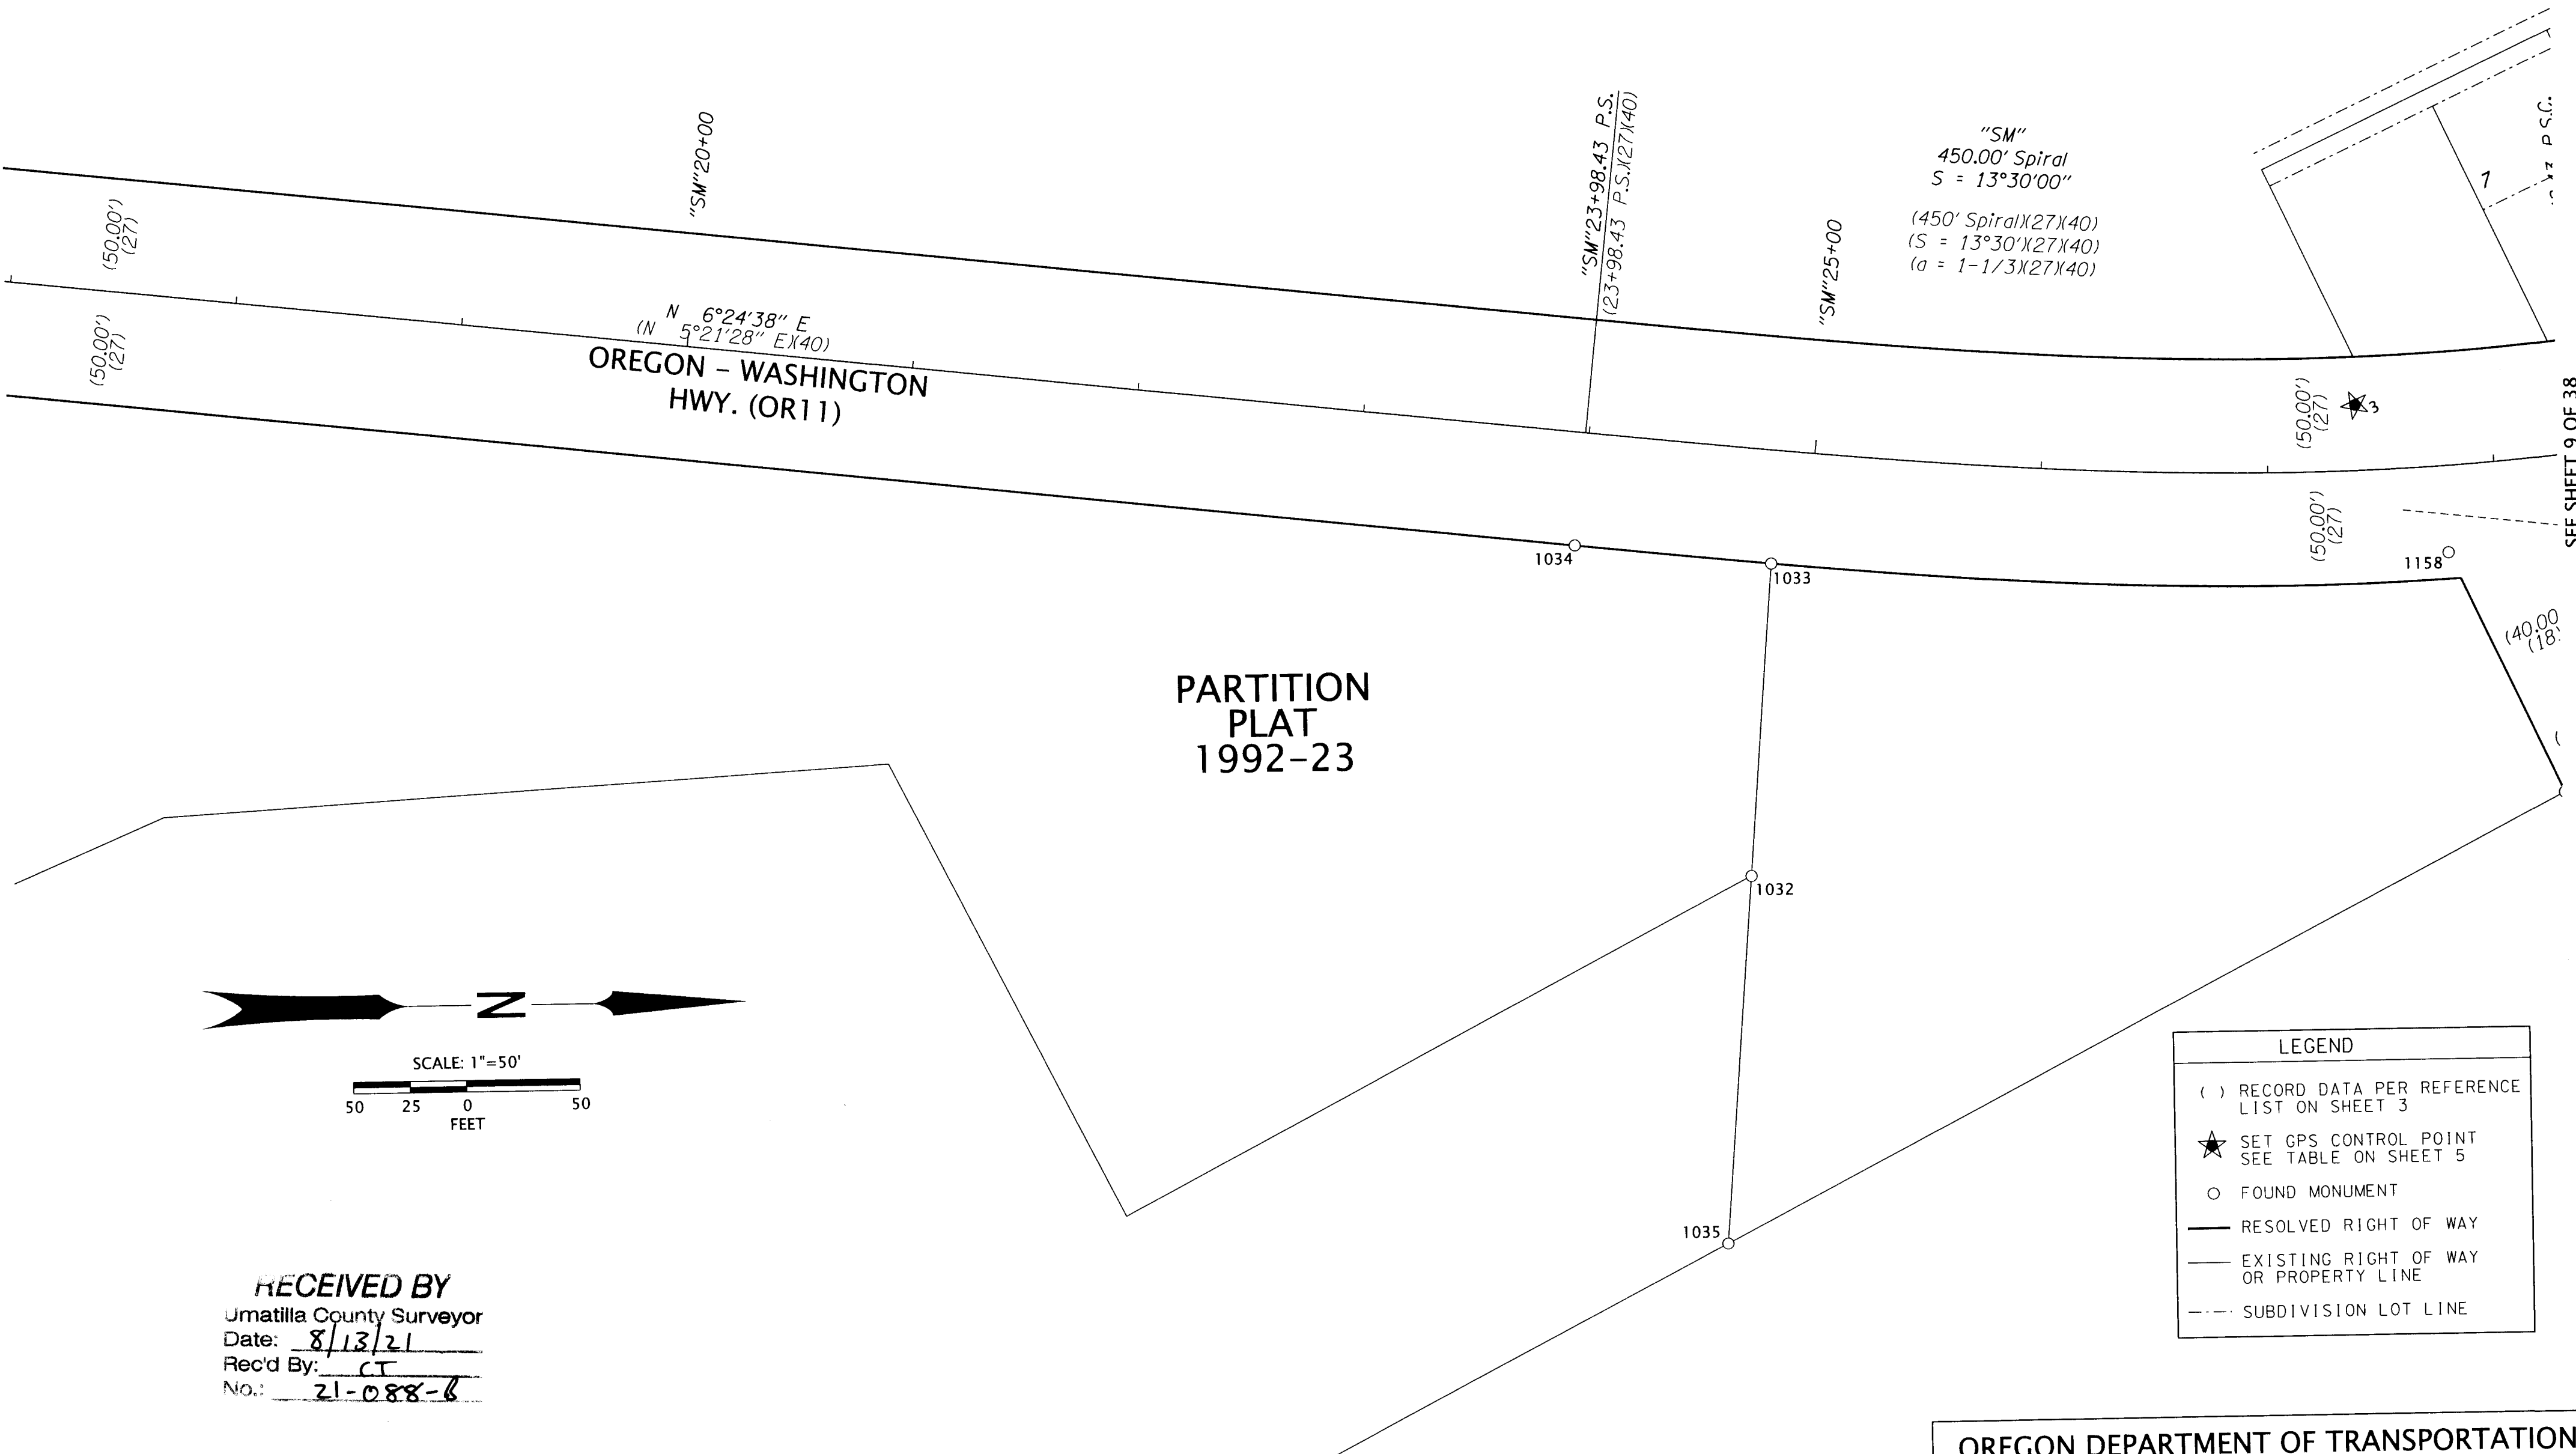 "SM"20+00
"SM"23+98.43 P.S.
(23+98.43 P.S.)(27)(40)
"SM"25+00
"SM"
450.00' Spiral
S = 13°30'00"
(450' Spiral)(27)(40)
(S = 13°30')(27)(40)
(a = 1-1/3)(27)(40)
7
P.S.C.
(50.00')
(27)
(50.00')
(27)
N 6°24'38" E
(N 5°21'28" E)(40)
OREGON - WASHINGTON
HWY. (OR11)
(50.00')
(27)
3
(50.00')
(27)
SEE SHEET 9 OF 38
1034
1033
1158
(40.00
(18)
PARTITION
PLAT
1992-23
1032
1035
N
SCALE: 1"=50'
50 25 0 50
FEET
LEGEND
( ) RECORD DATA PER REFERENCE
LIST ON SHEET 3
SET GPS CONTROL POINT
SEE TABLE ON SHEET 5
FOUND MONUMENT
RESOLVED RIGHT OF WAY
EXISTING RIGHT OF WAY
OR PROPERTY LINE
SUBDIVISION LOT LINE
RECEIVED BY
Umatilla County Surveyor
Date: 8/13/21
Rec'd By: CT
No.: 21-088-B
OREGON DEPARTMENT OF TRANSPORTATION